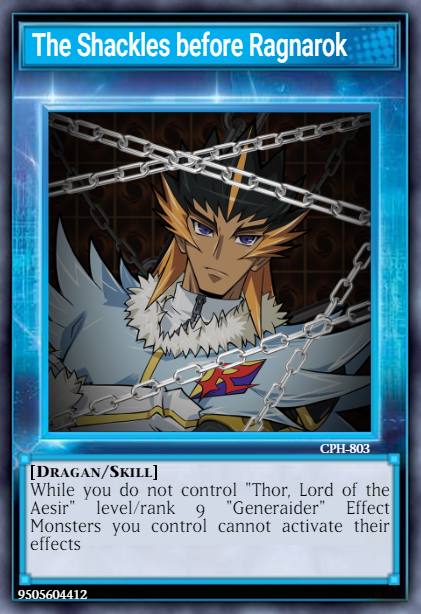 The Shackles before Ragnarok
CPH-803
[DRAGAN/SKILL]
While you do not control "Thor, Lord of the
Aesir" level/rank 9 "Generaider" Effect
Monsters you control cannot activate their
effects
9505604412